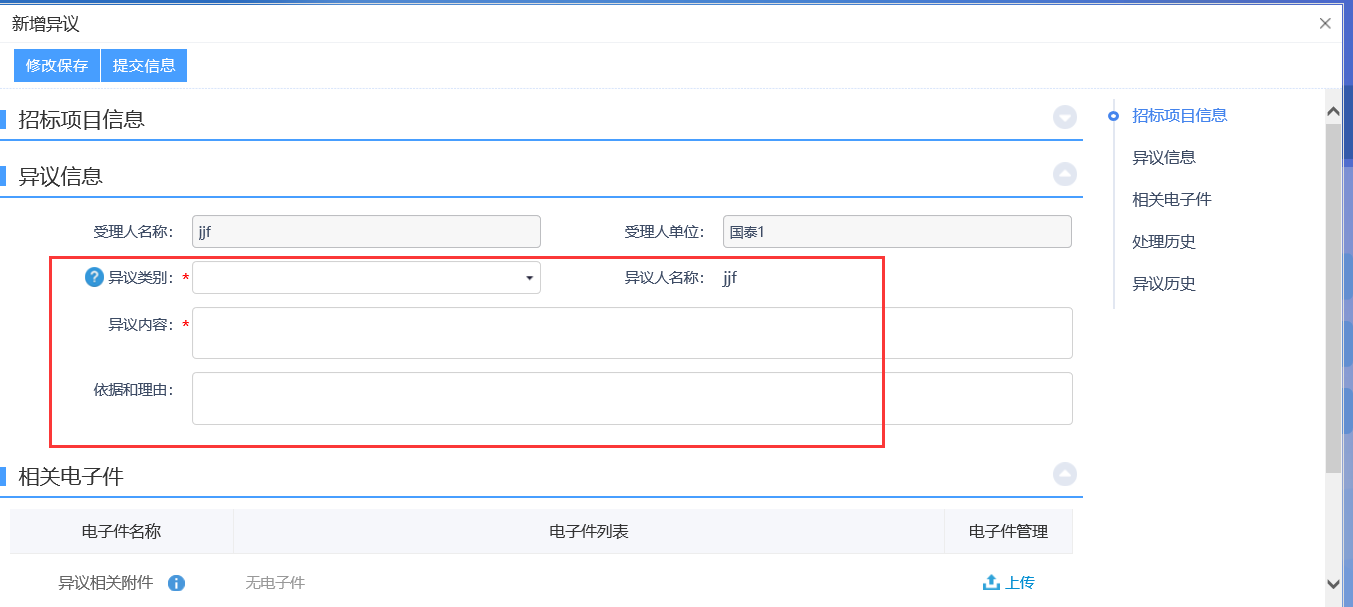 新增异议
修改保存 提交信息
招标项目信息
异议信息
受理人名称： jjf 受理人单位： 国泰1
? 异议类别： * 异议人名称： jjf
异议内容： *
依据和理由：
相关电子件
电子件名称 电子件列表 电子件管理
异议相关附件 无电子件 上传
招标项目信息
异议信息
相关电子件
处理历史
异议历史